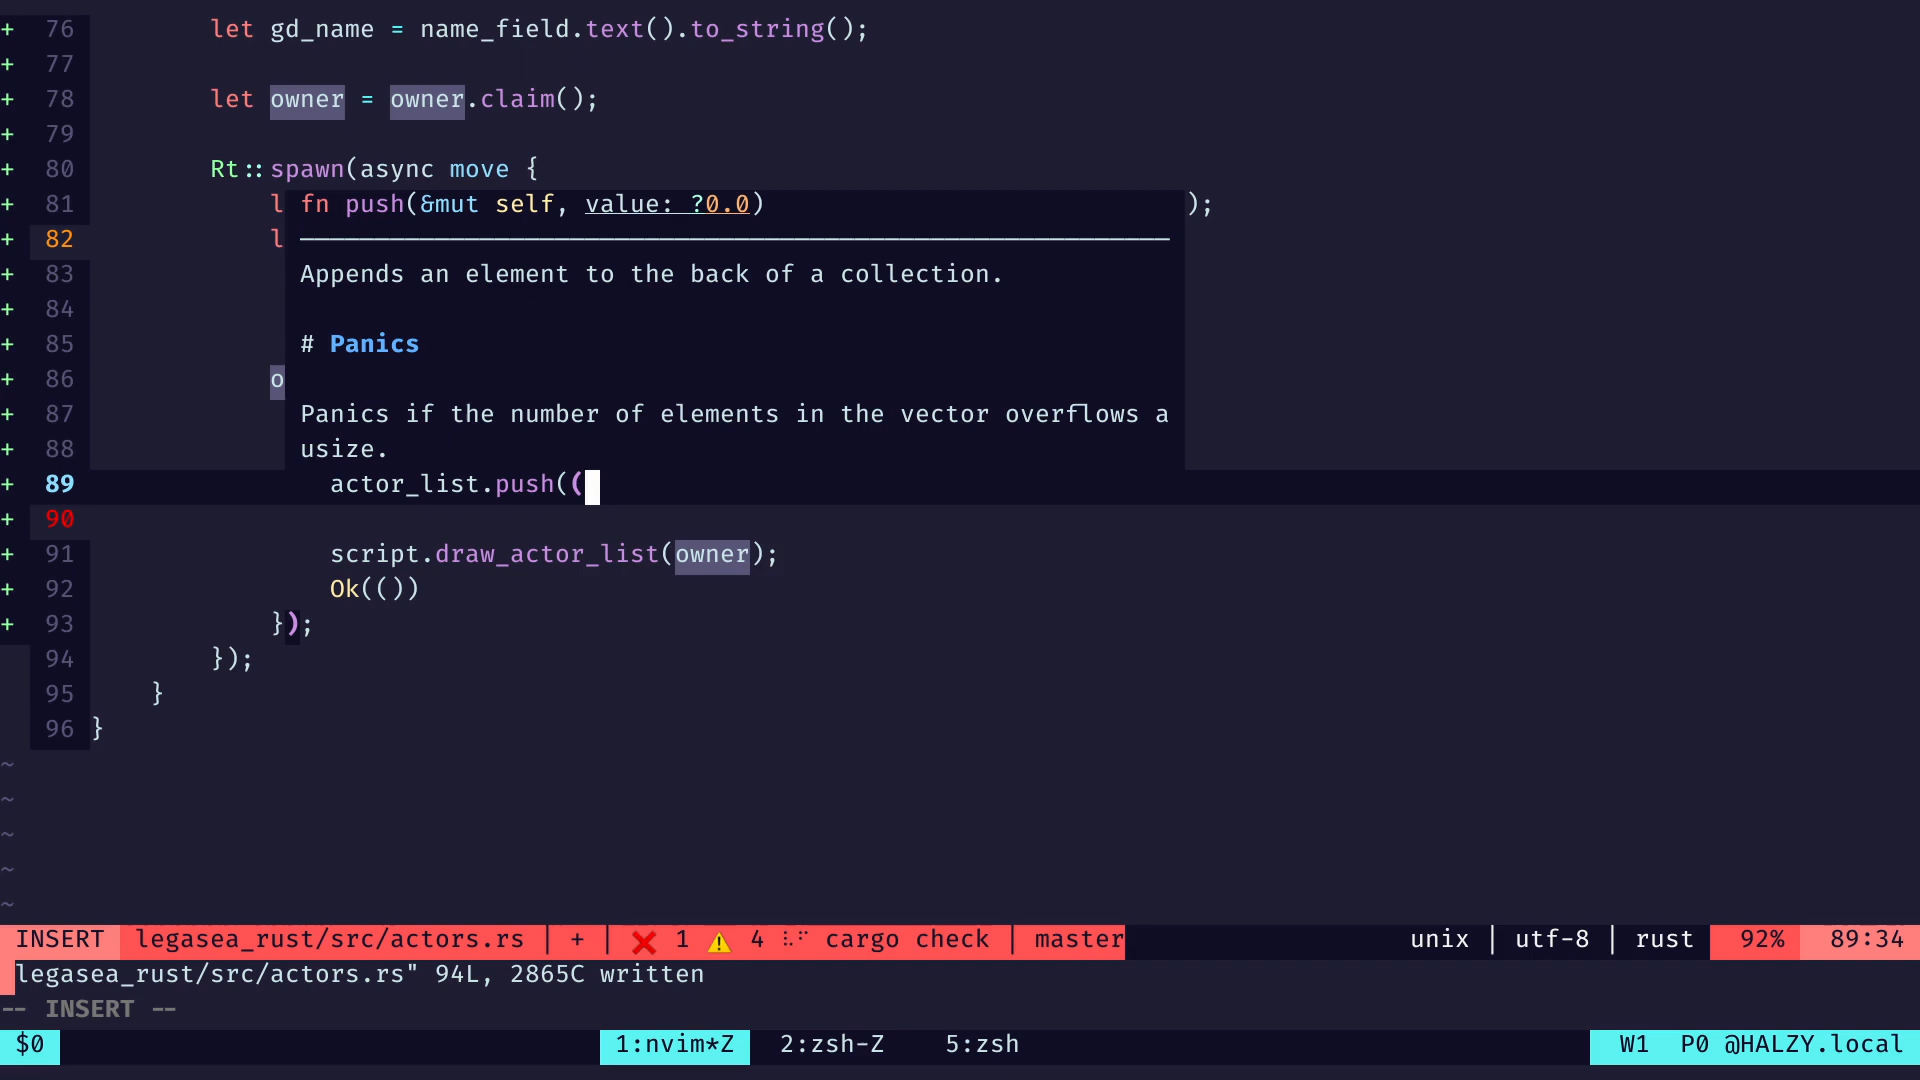 + 76 let gd_name = name_field.text().to_string();
+ 77
+ 78 let owner = owner.claim();
+ 79
+ 80 Rt::spawn(async move {
+ 81 l fn push(&mut self, value: ?0.0) );
+ 82 l
+ 83 Appends an element to the back of a collection.
+ 84
+ 85 # Panics
+ 86 o
+ 87 Panics if the number of elements in the vector overflows a
+ 88 usize.
+ 89 actor_list.push((
+ 90
+ 91 script.draw_actor_list(owner);
+ 92 Ok(())
+ 93 });
94 });
95 }
96 }
~
~
~
~
~
INSERT legasea_rust/src/actors.rs | + | ❌ 1 ⚠ 4 ⠇⠋ cargo check | master unix | utf-8 | rust 92% 89:34
legasea_rust/src/actors.rs" 94L, 2865C written
-- INSERT --
$0 1:nvim*Z 2:zsh-Z 5:zsh W1 P0 @HALZY.local